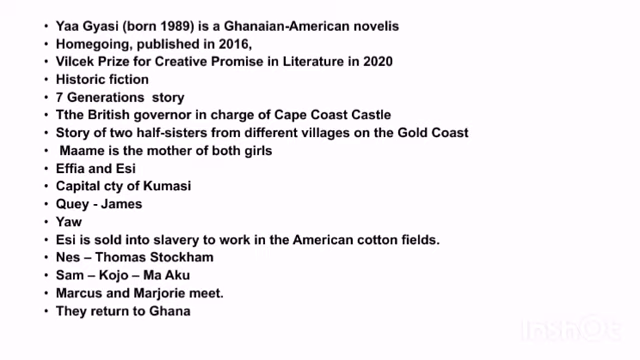 • Yaa Gyasi (born 1989) is a Ghanaian-American novelis
• Homegoing, published in 2016,
• Vilcek Prize for Creative Promise in Literature in 2020
• Historic fiction
• 7 Generations story
• Tthe British governor in charge of Cape Coast Castle
• Story of two half-sisters from different villages on the Gold Coast
• Maame is the mother of both girls
• Effia and Esi
• Capital cty of Kumasi
• Quey - James
• Yaw
• Esi is sold into slavery to work in the American cotton fields.
• Nes – Thomas Stockham
• Sam – Kojo – Ma Aku
• Marcus and Marjorie meet.
• They return to Ghana
InShOt